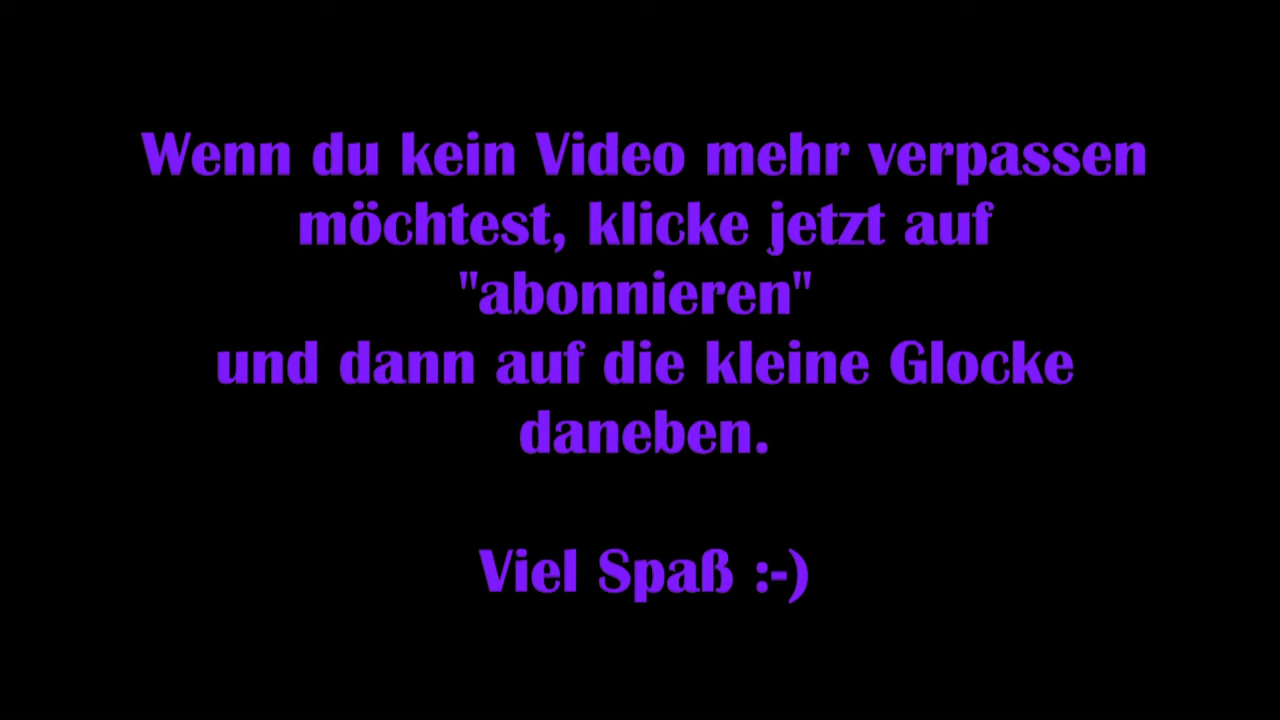 Wenn du kein Video mehr verpassen
möchtest, klicke jetzt auf
"abonnieren"
und dann auf die kleine Glocke
daneben.
Viel Spaß :-)